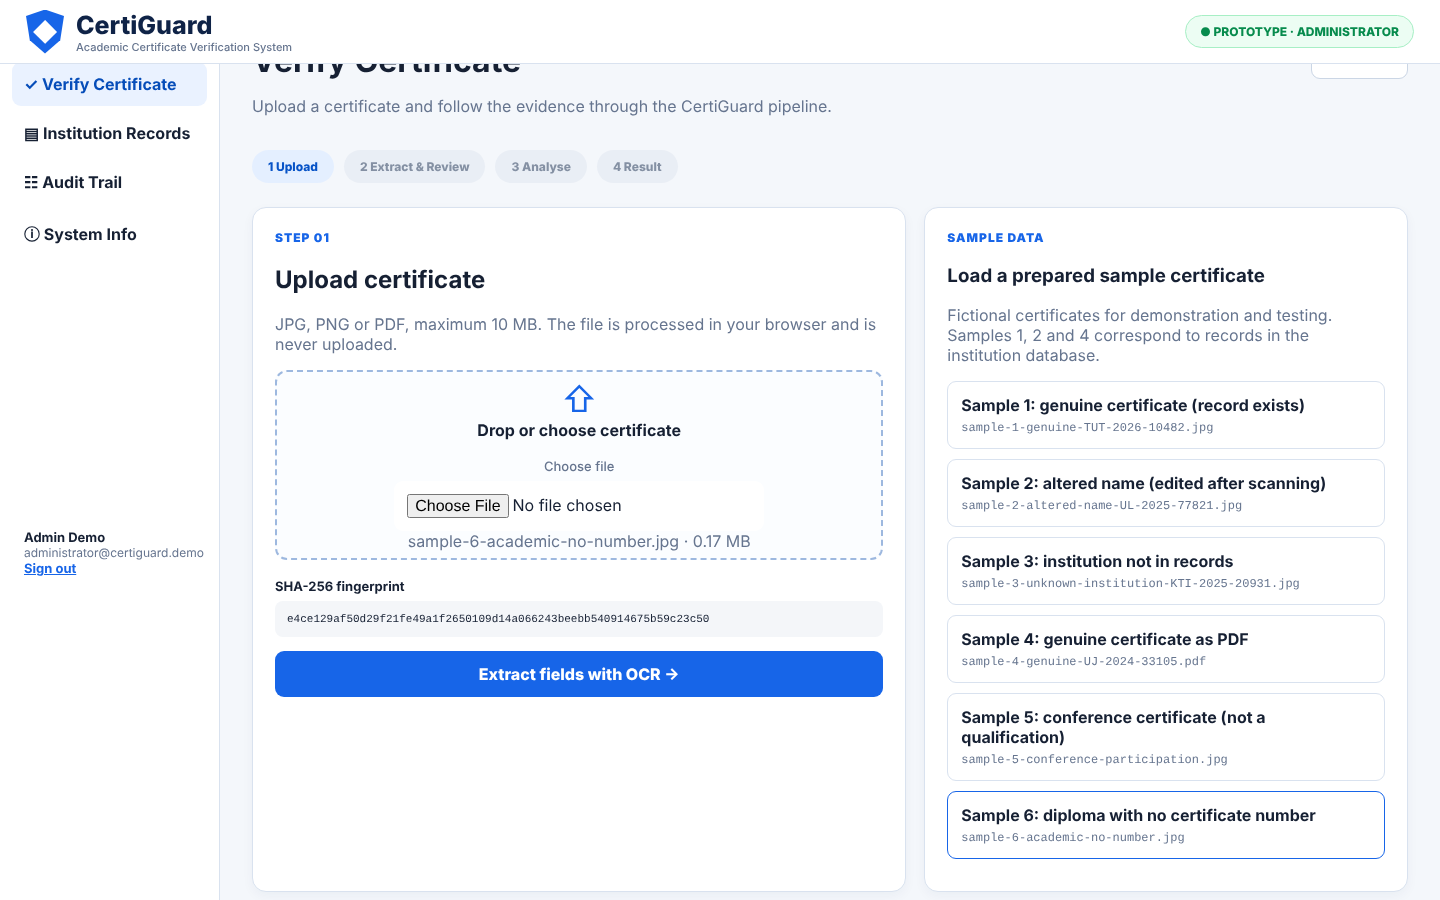 CertiGuard
Academic Certificate Verification System
PROTOTYPE · ADMINISTRATOR
✓ Verify Certificate
Institution Records
Audit Trail
System Info
Admin Demo
administrator@certiguard.demo
Sign out
Verify Certificate
Upload a certificate and follow the evidence through the CertiGuard pipeline.
1 Upload
2 Extract & Review
3 Analyse
4 Result
STEP 01
Upload certificate
JPG, PNG or PDF, maximum 10 MB. The file is processed in your browser and is
never uploaded.
Drop or choose certificate
Choose file
Choose File No file chosen
sample-6-academic-no-number.jpg · 0.17 MB
SHA-256 fingerprint
e4ce129af50d29f21fe49a1f2650109d14a066243beebb540914675b59c23c50
Extract fields with OCR →
SAMPLE DATA
Load a prepared sample certificate
Fictional certificates for demonstration and testing.
Samples 1, 2 and 4 correspond to records in the
institution database.
Sample 1: genuine certificate (record exists)
sample-1-genuine-TUT-2026-10482.jpg
Sample 2: altered name (edited after scanning)
sample-2-altered-name-UL-2025-77821.jpg
Sample 3: institution not in records
sample-3-unknown-institution-KTI-2025-20931.jpg
Sample 4: genuine certificate as PDF
sample-4-genuine-UJ-2024-33105.pdf
Sample 5: conference certificate (not a
qualification)
sample-5-conference-participation.jpg
Sample 6: diploma with no certificate number
sample-6-academic-no-number.jpg